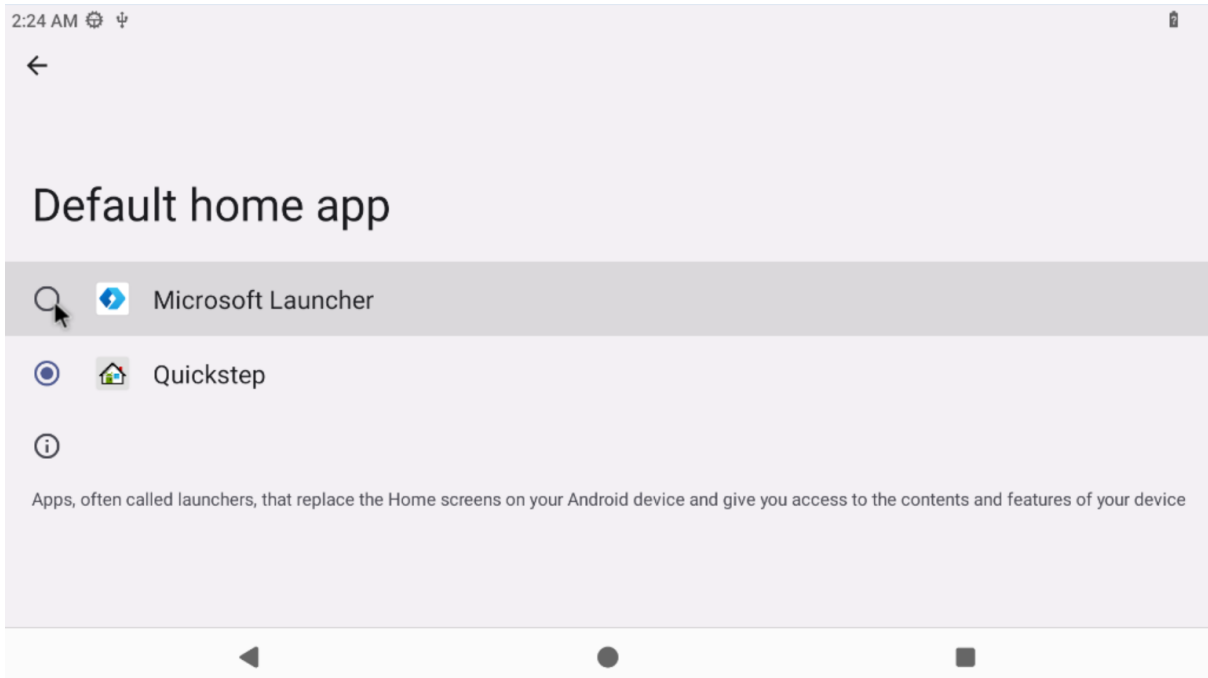 2:24 AM
Default home app
Microsoft Launcher
Quickstep
Apps, often called launchers, that replace the Home screens on your Android device and give you access to the contents and features of your device